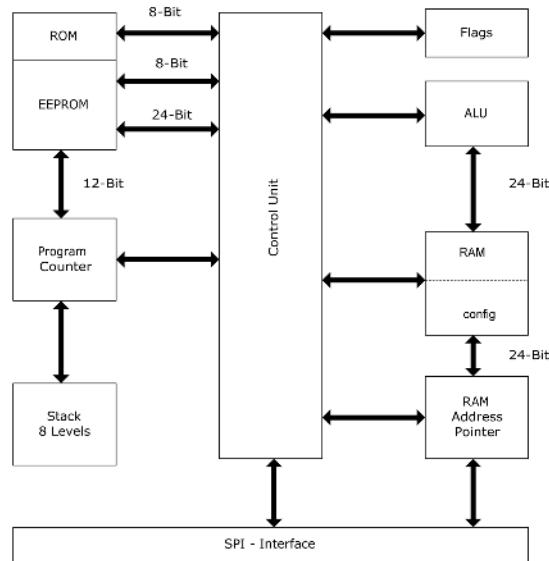 8-Bit
ROM
Flags
8-Bit
EEPROM
24-Bit
ALU
12-Bit
24-Bit
Control Unit
Program
Counter
RAM
config
24-Bit
Stack
8 Levels
RAM
Address
Pointer
SPI - Interface